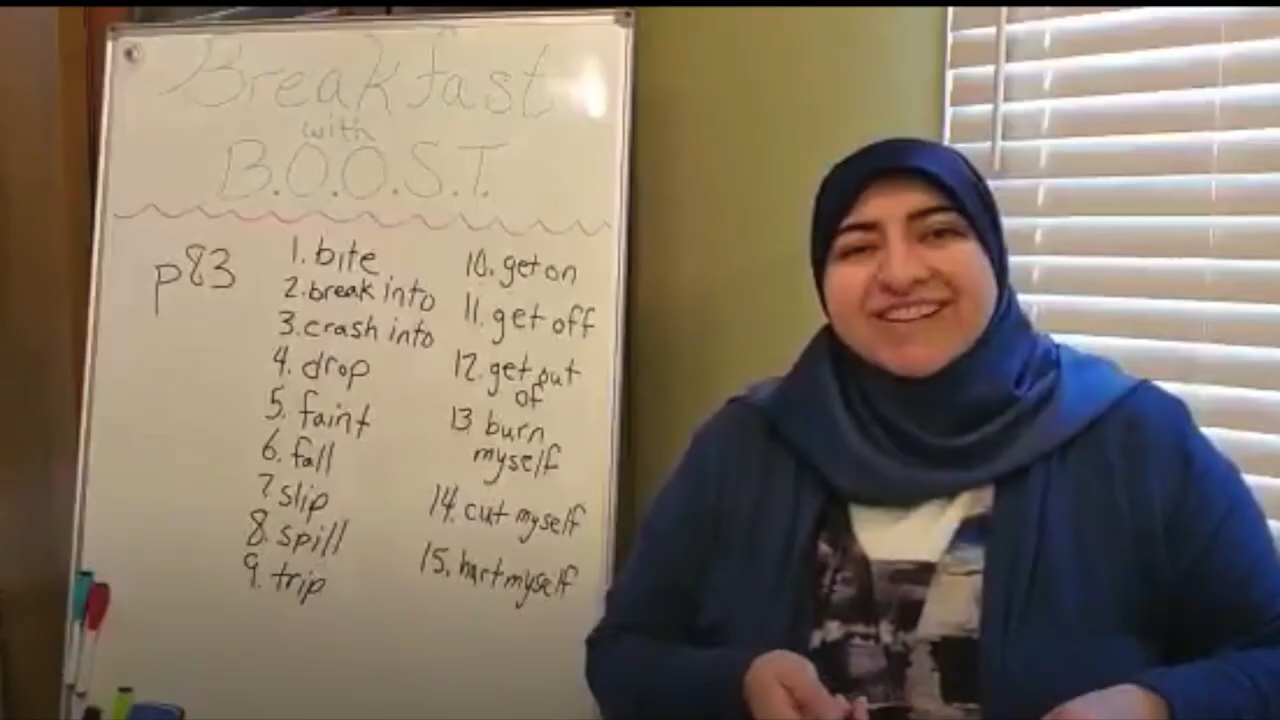 Breakfast
with
B.O.O.S.T.
p83
1. bite
2. break into
3. crash into
4. drop
5. faint
6. fall
7. slip
8. spill
9. trip
10. get on
11. get off
12. get out
of
13. burn
myself
14. cut myself
15. hurt myself